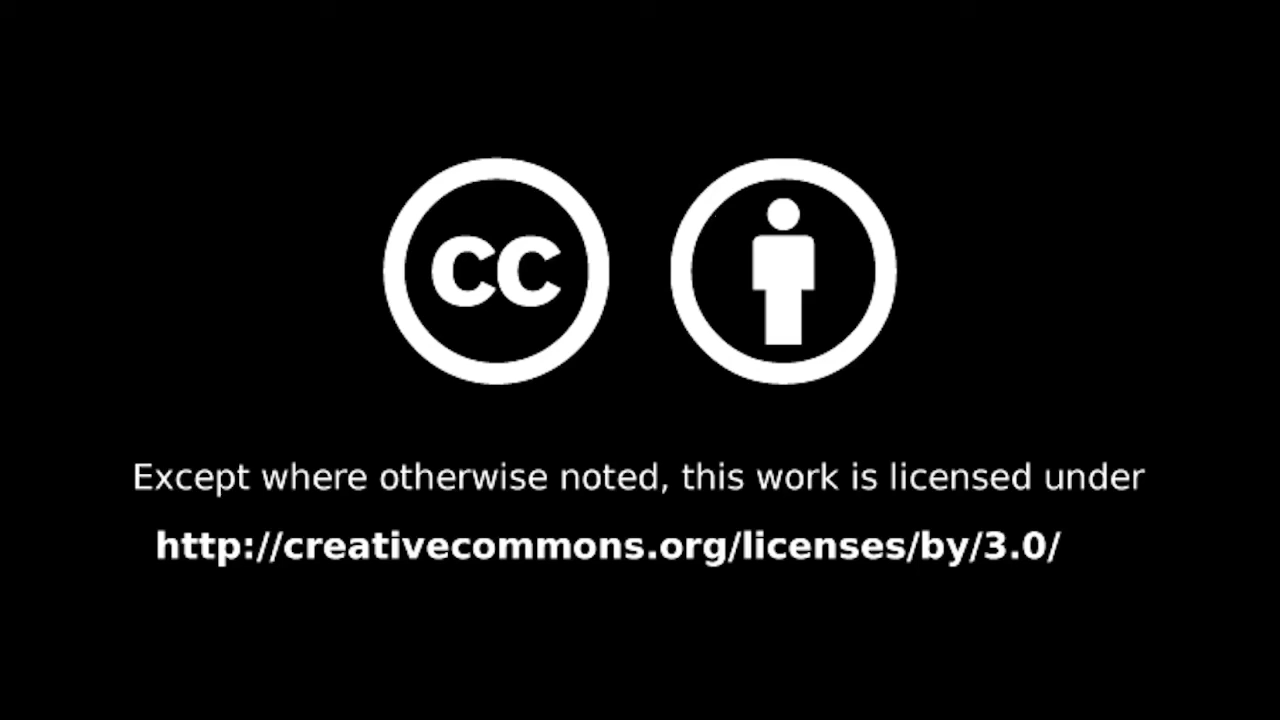 cc
Except where otherwise noted, this work is licensed under
http://creativecommons.org/licenses/by/3.0/